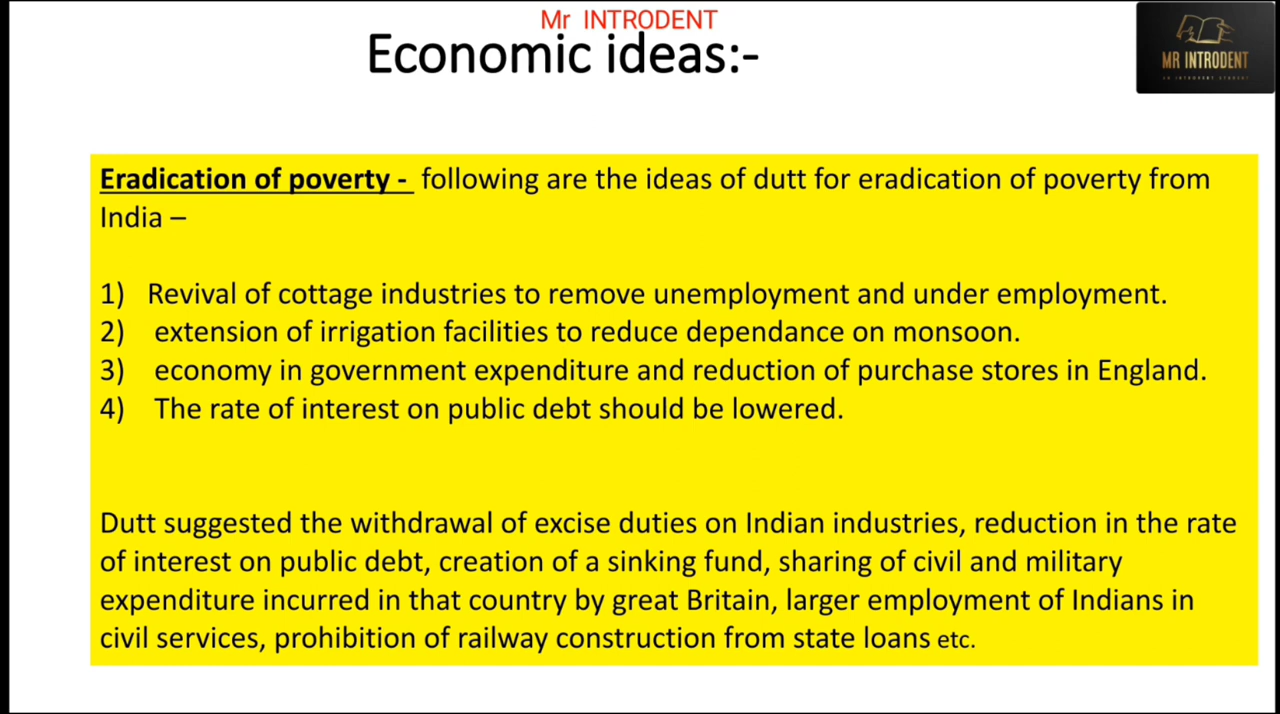 Mr INTRODENT
Economic ideas:-
MR INTRODENT
AN INTRODENT STUDENT
Eradication of poverty - following are the ideas of dutt for eradication of poverty from
India –
1) Revival of cottage industries to remove unemployment and under employment.
2) extension of irrigation facilities to reduce dependance on monsoon.
3) economy in government expenditure and reduction of purchase stores in England.
4) The rate of interest on public debt should be lowered.
Dutt suggested the withdrawal of excise duties on Indian industries, reduction in the rate
of interest on public debt, creation of a sinking fund, sharing of civil and military
expenditure incurred in that country by great Britain, larger employment of Indians in
civil services, prohibition of railway construction from state loans etc.